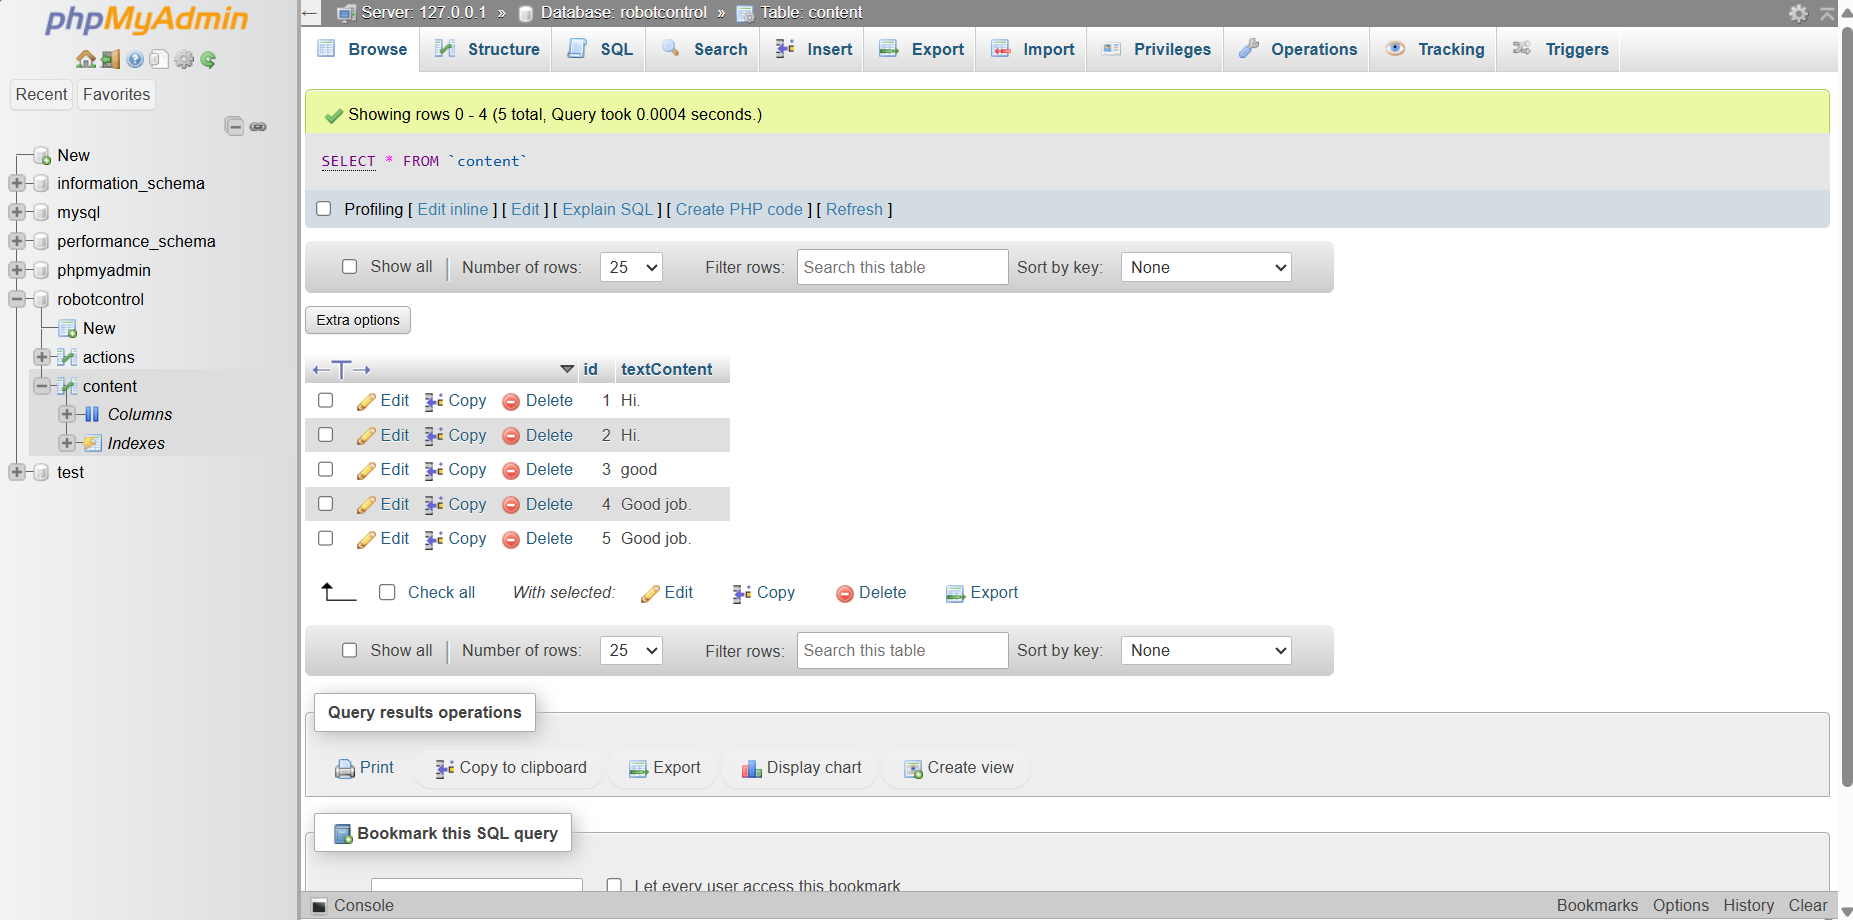 phpMyAdmin
Recent Favorites
New
information_schema
mysql
performance_schema
phpmyadmin
robotcontrol
New
actions
content
Columns
Indexes
test
Server: 127.0.0.1 » Database: robotcontrol » Table: content
Browse Structure SQL Search Insert Export Import Privileges Operations Tracking Triggers
Showing rows 0 - 4 (5 total, Query took 0.0004 seconds.)
SELECT * FROM `content`
Profiling [ Edit inline ] [ Edit ] [ Explain SQL ] [ Create PHP code ] [ Refresh ]
Show all Number of rows: 25 Filter rows: Search this table Sort by key: None
Extra options
←T→ id textContent
Edit Copy Delete 1 Hi.
Edit Copy Delete 2 Hi.
Edit Copy Delete 3 good
Edit Copy Delete 4 Good job.
Edit Copy Delete 5 Good job.
Check all With selected: Edit Copy Delete Export
Show all Number of rows: 25 Filter rows: Search this table Sort by key: None
Query results operations
Print Copy to clipboard Export Display chart Create view
Bookmark this SQL query
Let every user access this bookmark
Console Bookmarks Options History Clear